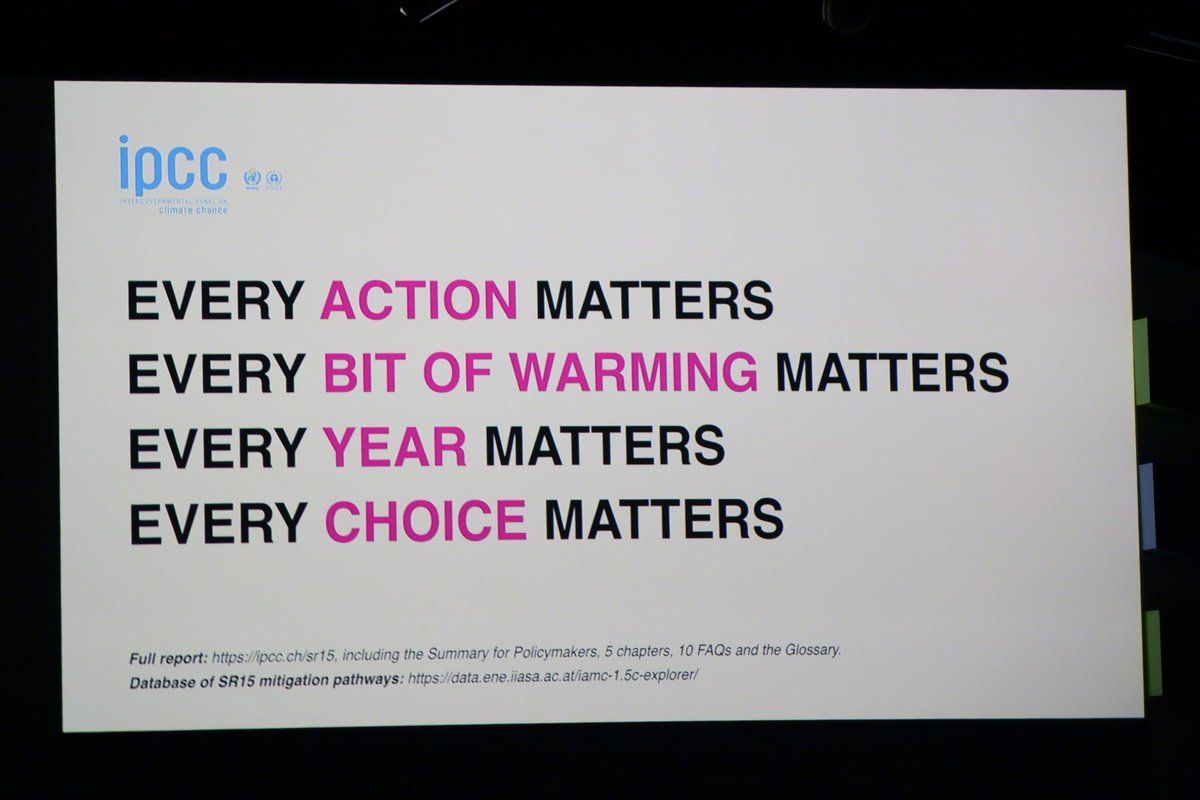 ipcc
WMO UNEP
INTERGOVERNMENTAL PANEL ON
climate change
EVERY ACTION MATTERS
EVERY BIT OF WARMING MATTERS
EVERY YEAR MATTERS
EVERY CHOICE MATTERS
Full report: https://ipcc.ch/sr15, including the Summary for Policymakers, 5 chapters, 10 FAQs and the Glossary.
Database of SR15 mitigation pathways: https://data.ene.iiasa.ac.at/iamc-1.5c-explorer/